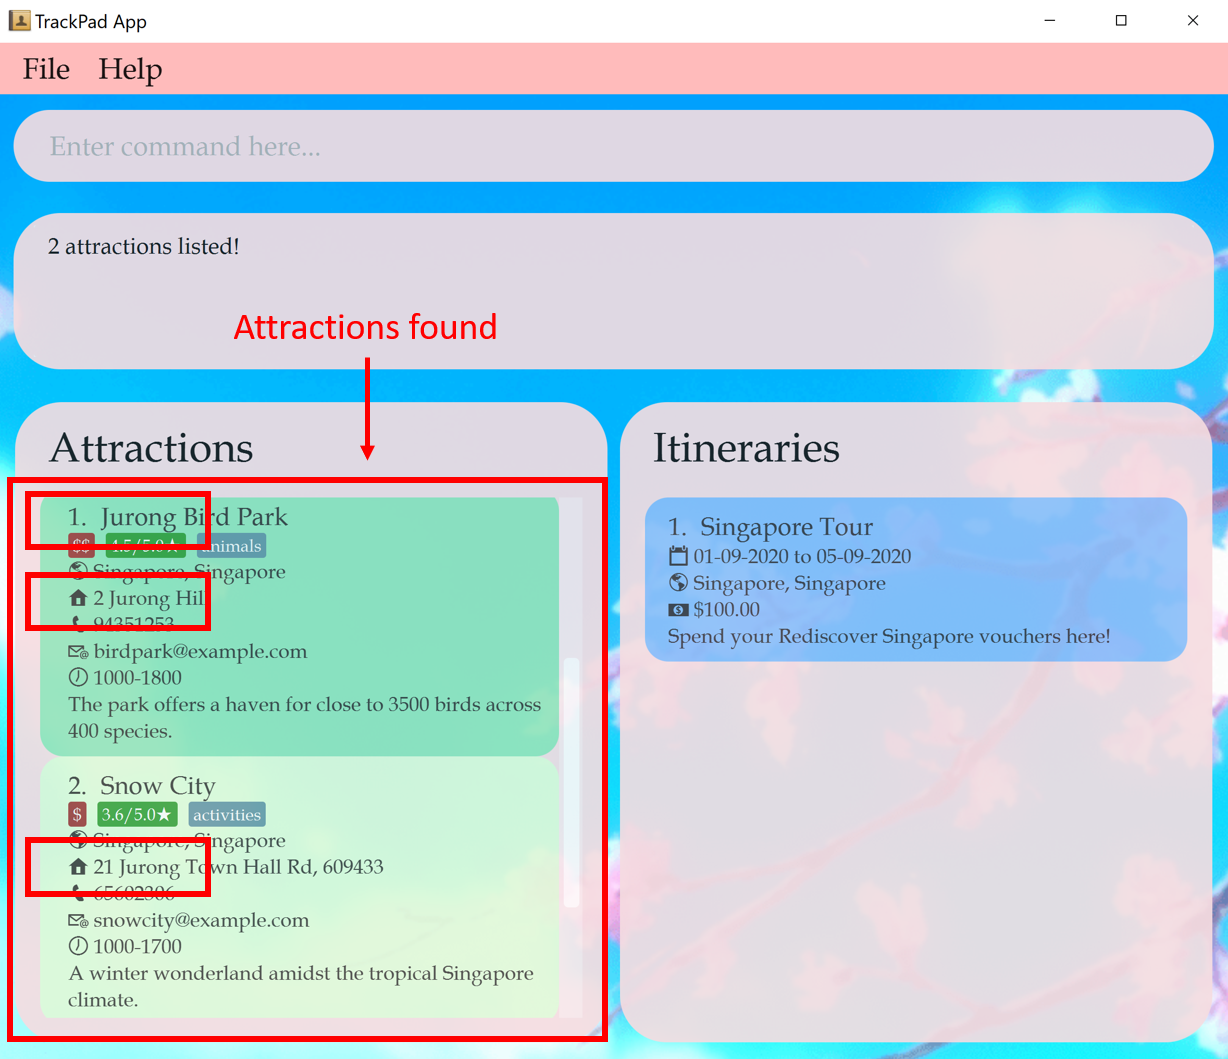 TrackPad App
File Help
Enter command here...
2 attractions listed!
Attractions found
Attractions
1. Jurong Bird Park
$$ 4.5/5.0★ animals
Singapore, Singapore
2 Jurong Hill
94351253
birdpark@example.com
1000-1800
The park offers a haven for close to 3500 birds across
400 species.
2. Snow City
$ 3.6/5.0★ activities
Singapore, Singapore
21 Jurong Town Hall Rd, 609433
65602306
snowcity@example.com
1000-1700
A winter wonderland amidst the tropical Singapore
climate.
Itineraries
1. Singapore Tour
01-09-2020 to 05-09-2020
Singapore, Singapore
$100.00
Spend your Rediscover Singapore vouchers here!